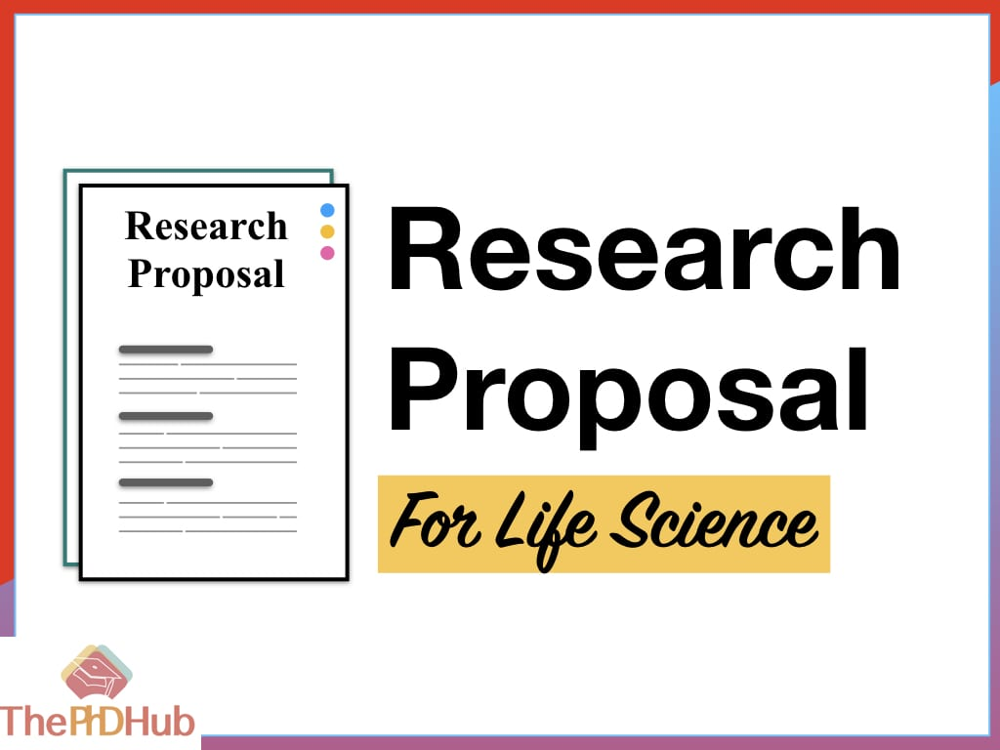 Research
Proposal
Research
Proposal
For Life Science
ThePhDHub